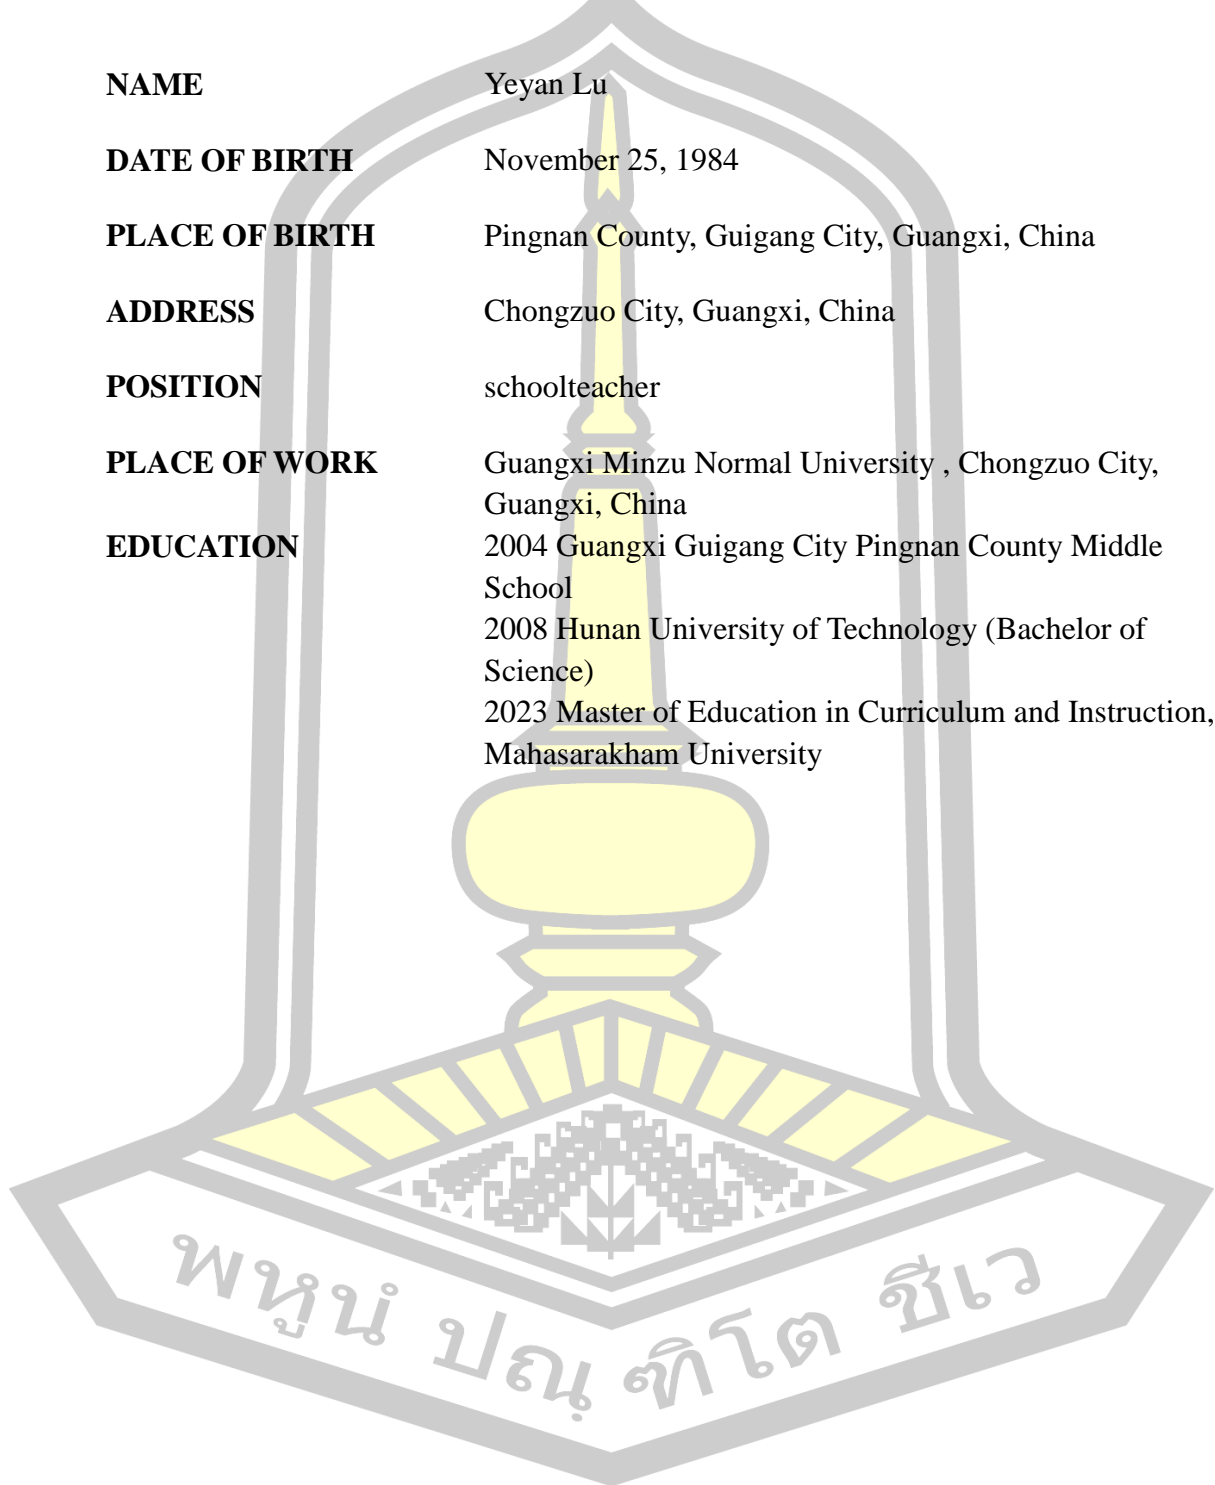 NAME Yeyan Lu
DATE OF BIRTH November 25, 1984
PLACE OF BIRTH Pingnan County, Guigang City, Guangxi, China
ADDRESS Chongzuo City, Guangxi, China
POSITION schoolteacher
PLACE OF WORK Guangxi Minzu Normal University , Chongzuo City,
Guangxi, China
EDUCATION 2004 Guangxi Guigang City Pingnan County Middle
School
2008 Hunan University of Technology (Bachelor of
Science)
2023 Master of Education in Curriculum and Instruction,
Mahasarakham University
พหูนํ ปณฺ ฑิโต ชีเว